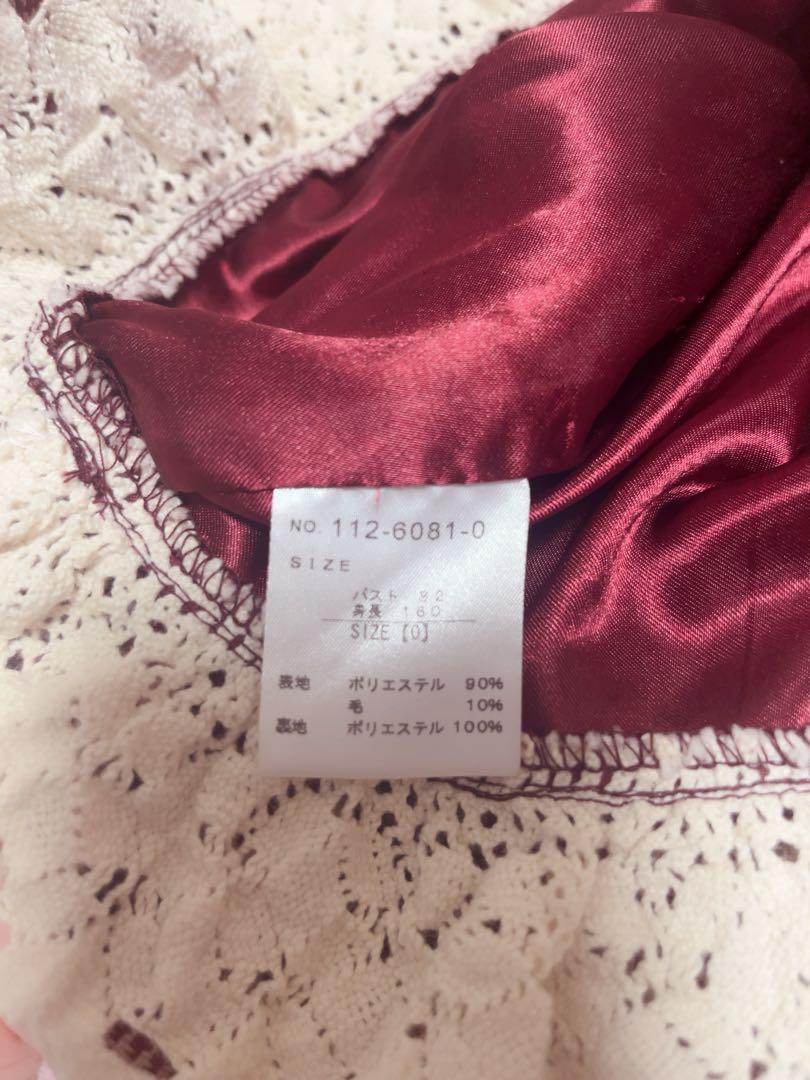 NO. 112-6081-0
SIZE
バスト 82
身長 160
SIZE【0】
表地 ポリエステル 90%
毛 10%
裏地 ポリエステル 100%